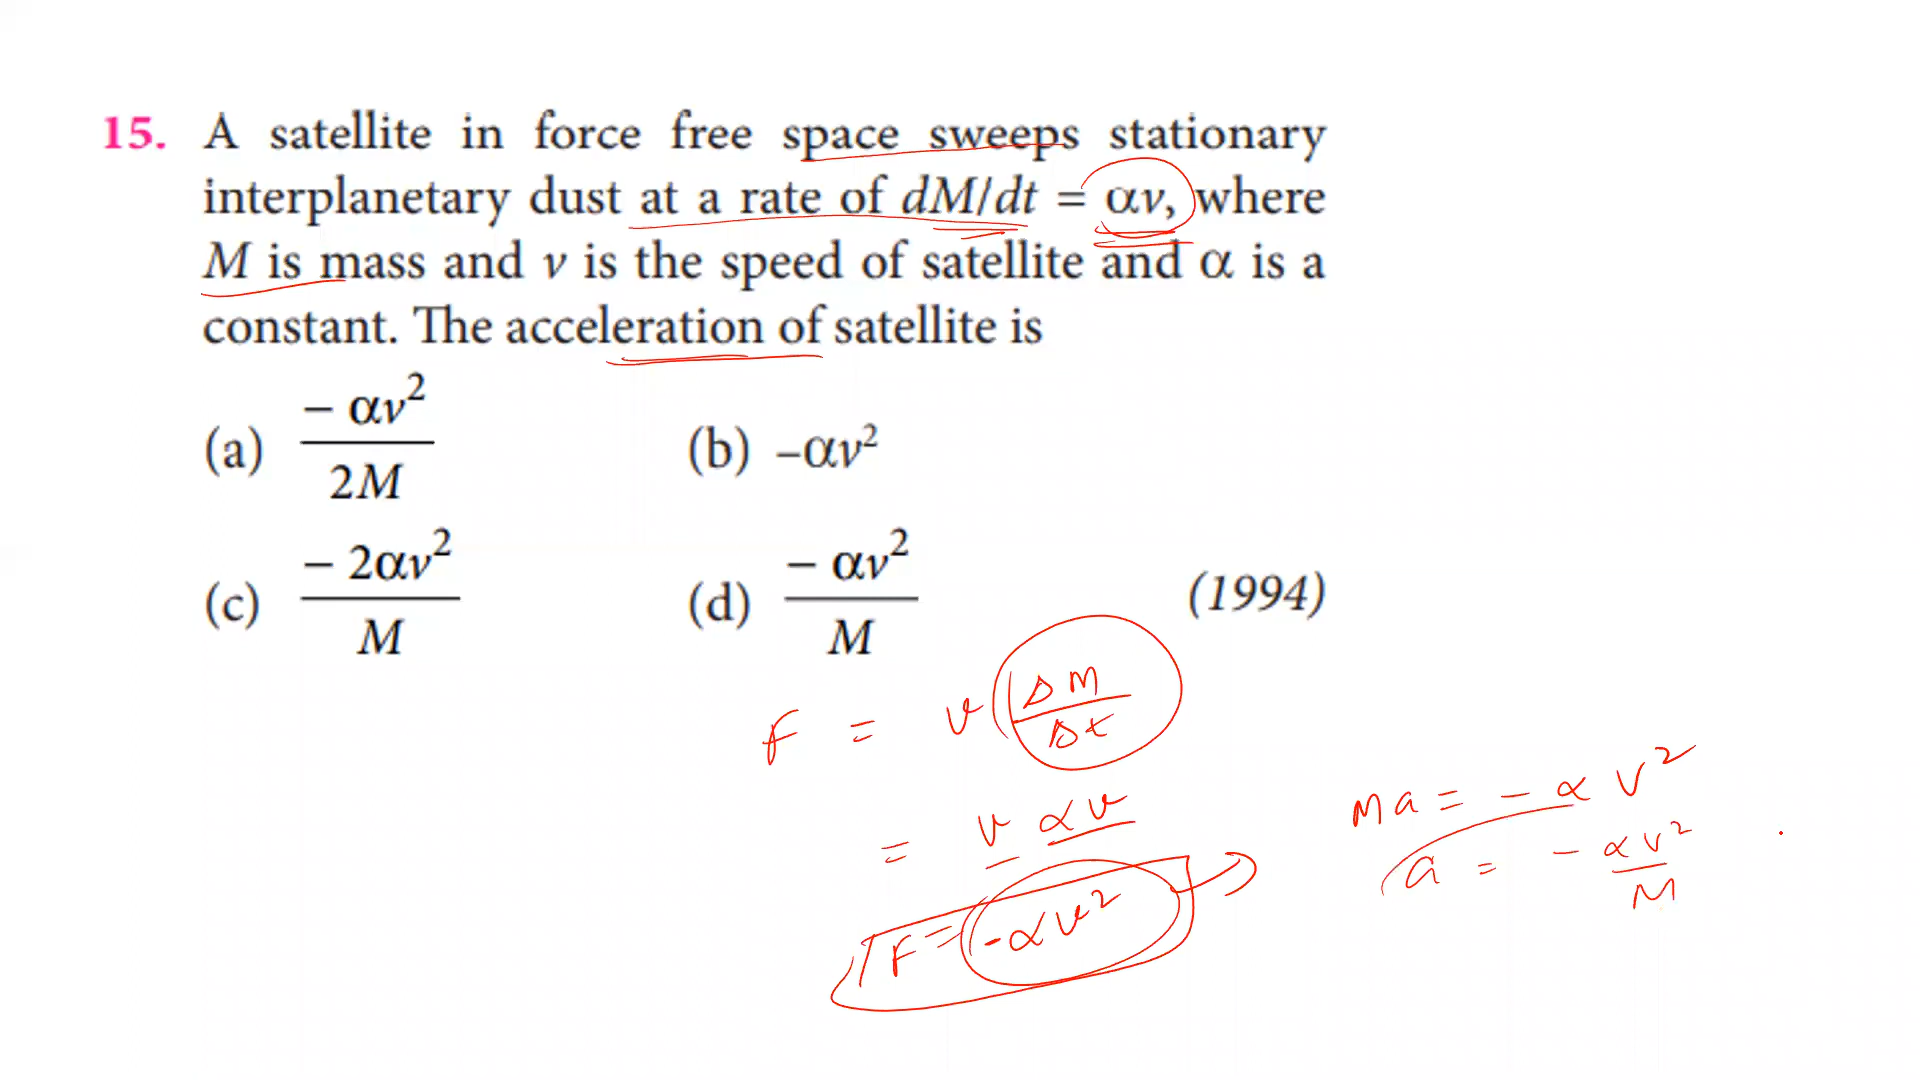 15. A satellite in force free space sweeps stationary
interplanetary dust at a rate of dM/dt = αv, where
M is mass and v is the speed of satellite and α is a
constant. The acceleration of satellite is
(a) −αv²/2M (b) –αv²
(c) −2αv²/M (d) −αv²/M (1994)
F = v(ΔM/Δt
= v αv
F = -αv²
Ma = -αv²
a = -αv²/M